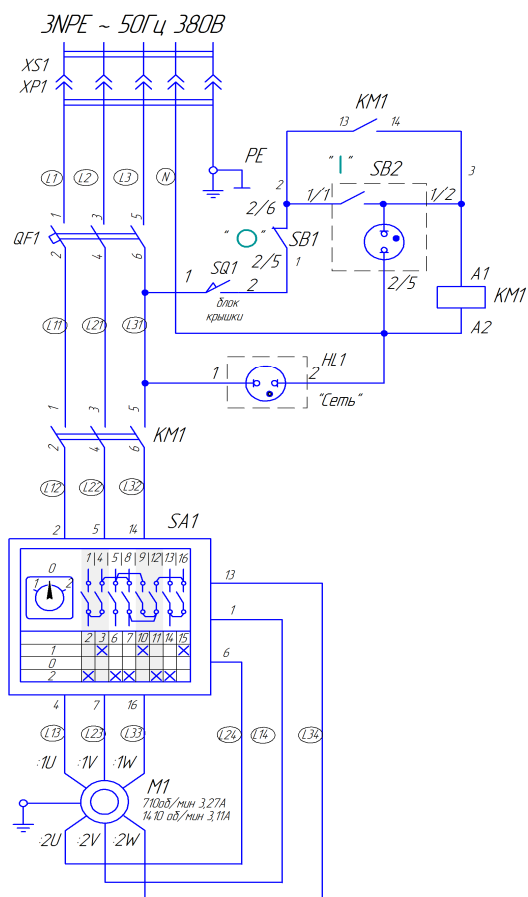 3NPE ~ 50Гц 380В
XS1
XP1
KM1
13 14
PE
L1 L2 L3 N
"I"
SB2
3
2
1/1 1/2
2/6
1 3 5
QF1
"O"
SB1
2 4 6
2/5
1
2/5
SQ1
1 2
A1
KM1
блок
крышки
A2
L11 L21 L31
HL1
1 2
"Сеть"
1 3 5
KM1
2 4 6
L12 L22 L32
SA1
2 5 14
13
0
1 2
1 4 5 8 9 12 13 16
1
2 3 6 7 10 11 14 15
1
0
2
6
4 7 16
L13 L23 L33
L24 L14 L34
:1U :1V :1W
M1
710об/мин 3,27А
1410 об/мин 3,11А
:2U :2V :2W